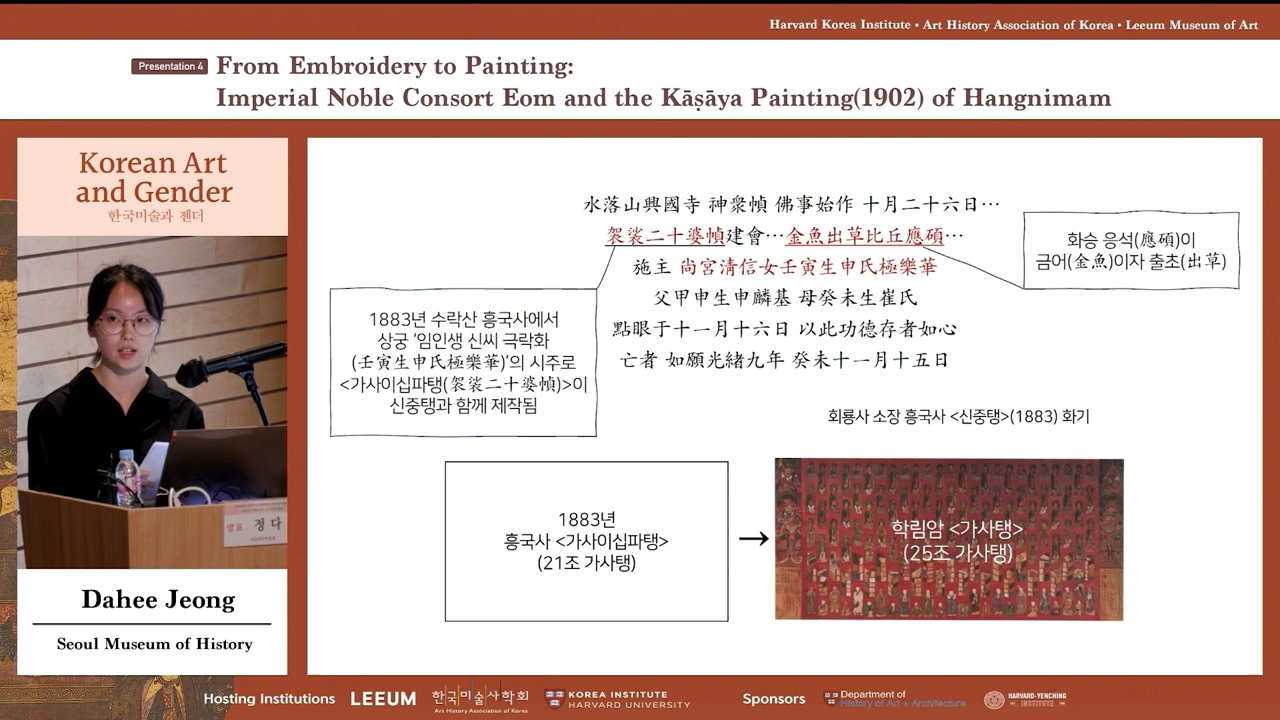 Harvard Korea Institute • Art History Association of Korea • Leeum Museum of Art
Presentation 4
From Embroidery to Painting:
Imperial Noble Consort Eom and the Kāṣāya Painting(1902) of Hangnimam
Korean Art
and Gender
한국미술과 젠더
발표 정다
Dahee Jeong
Seoul Museum of History
水落山興國寺 神衆幀 佛事始作 十月二十六日…
袈裟二十婆幀建會…金魚出草比丘應碩…
施主 尙宮淸信女壬寅生申氏極樂華
父甲申生申麟基 母癸未生崔氏
點眼于十一月十六日 以此功德存者如心
亡者 如願光緖九年 癸未十一月十五日
화승 응석(應碩)이
금어(金魚)이자 출초(出草)
1883년 수락산 흥국사에서
상궁 '임인생 신씨 극락화
(壬寅生申氏極樂華)'의 시주로
<가사이십파탱(袈裟二十婆幀)>이
신중탱과 함께 제작됨
회룡사 소장 흥국사 <신중탱>(1883) 화기
1883년
흥국사 <가사이십파탱>
(21조 가사탱)
→
학림암 <가사탱>
(25조 가사탱)
Hosting Institutions
LEEUM
한국미술사학회
Art History Association of Korea
KOREA INSTITUTE
HARVARD UNIVERSITY
Sponsors
Department of
History of Art + Architecture
HARVARD-YENCHING
INSTITUTE